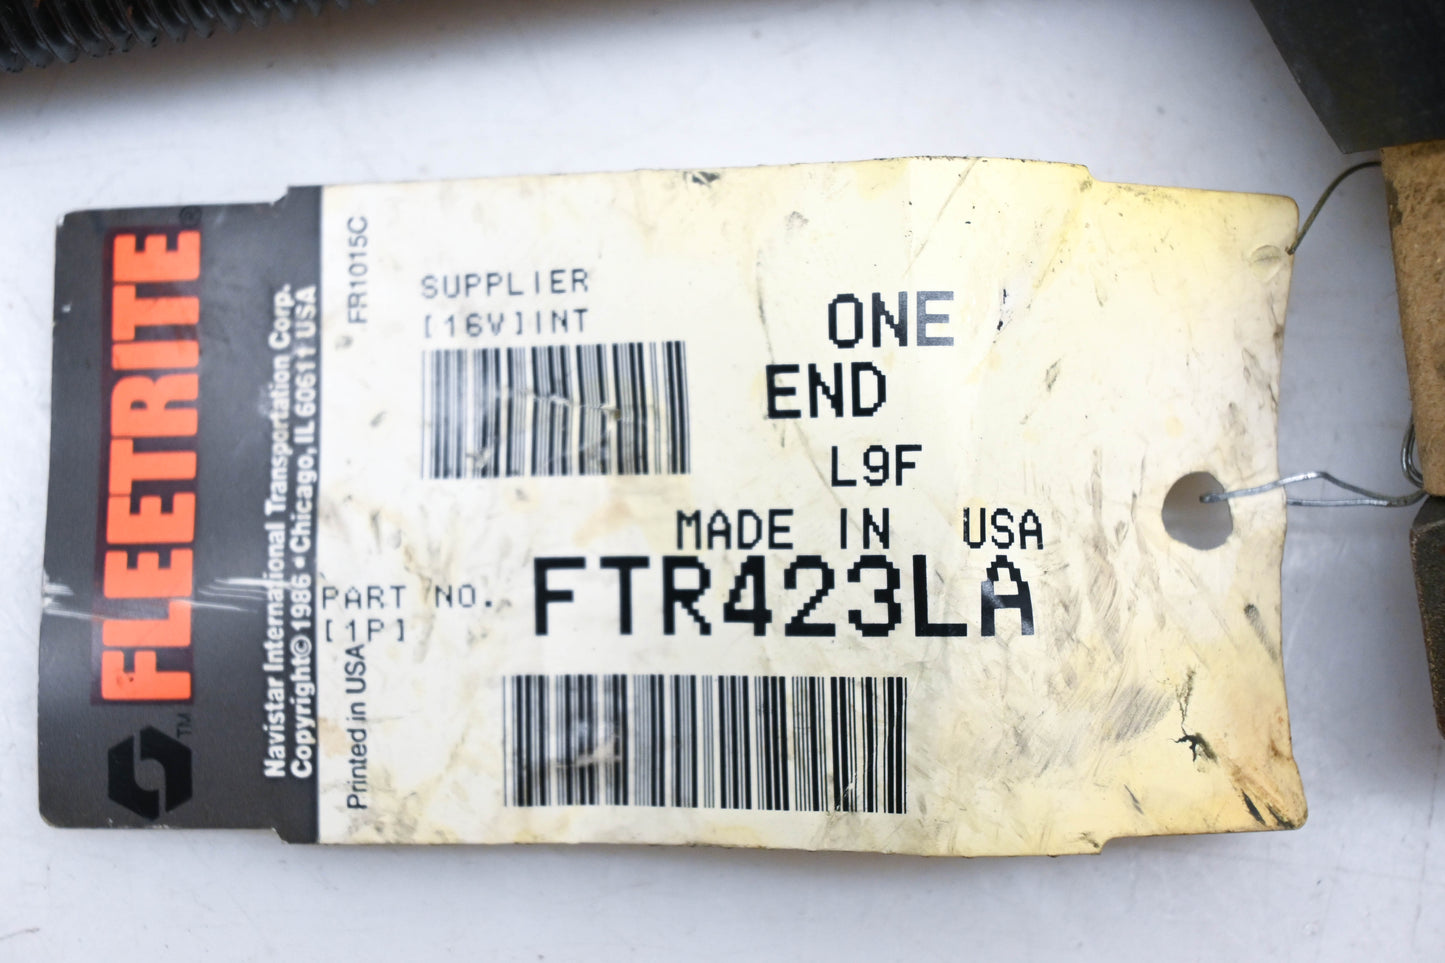 FLEETRITE®
TM
Navistar International Transportation Corp.
Copyright©1986 • Chicago, IL 60611 USA
FR1015C
Printed in USA
SUPPLIER
[16V]INT
ONE
END
L9F
MADE IN USA
PART NO. FTR423LA
[1P]